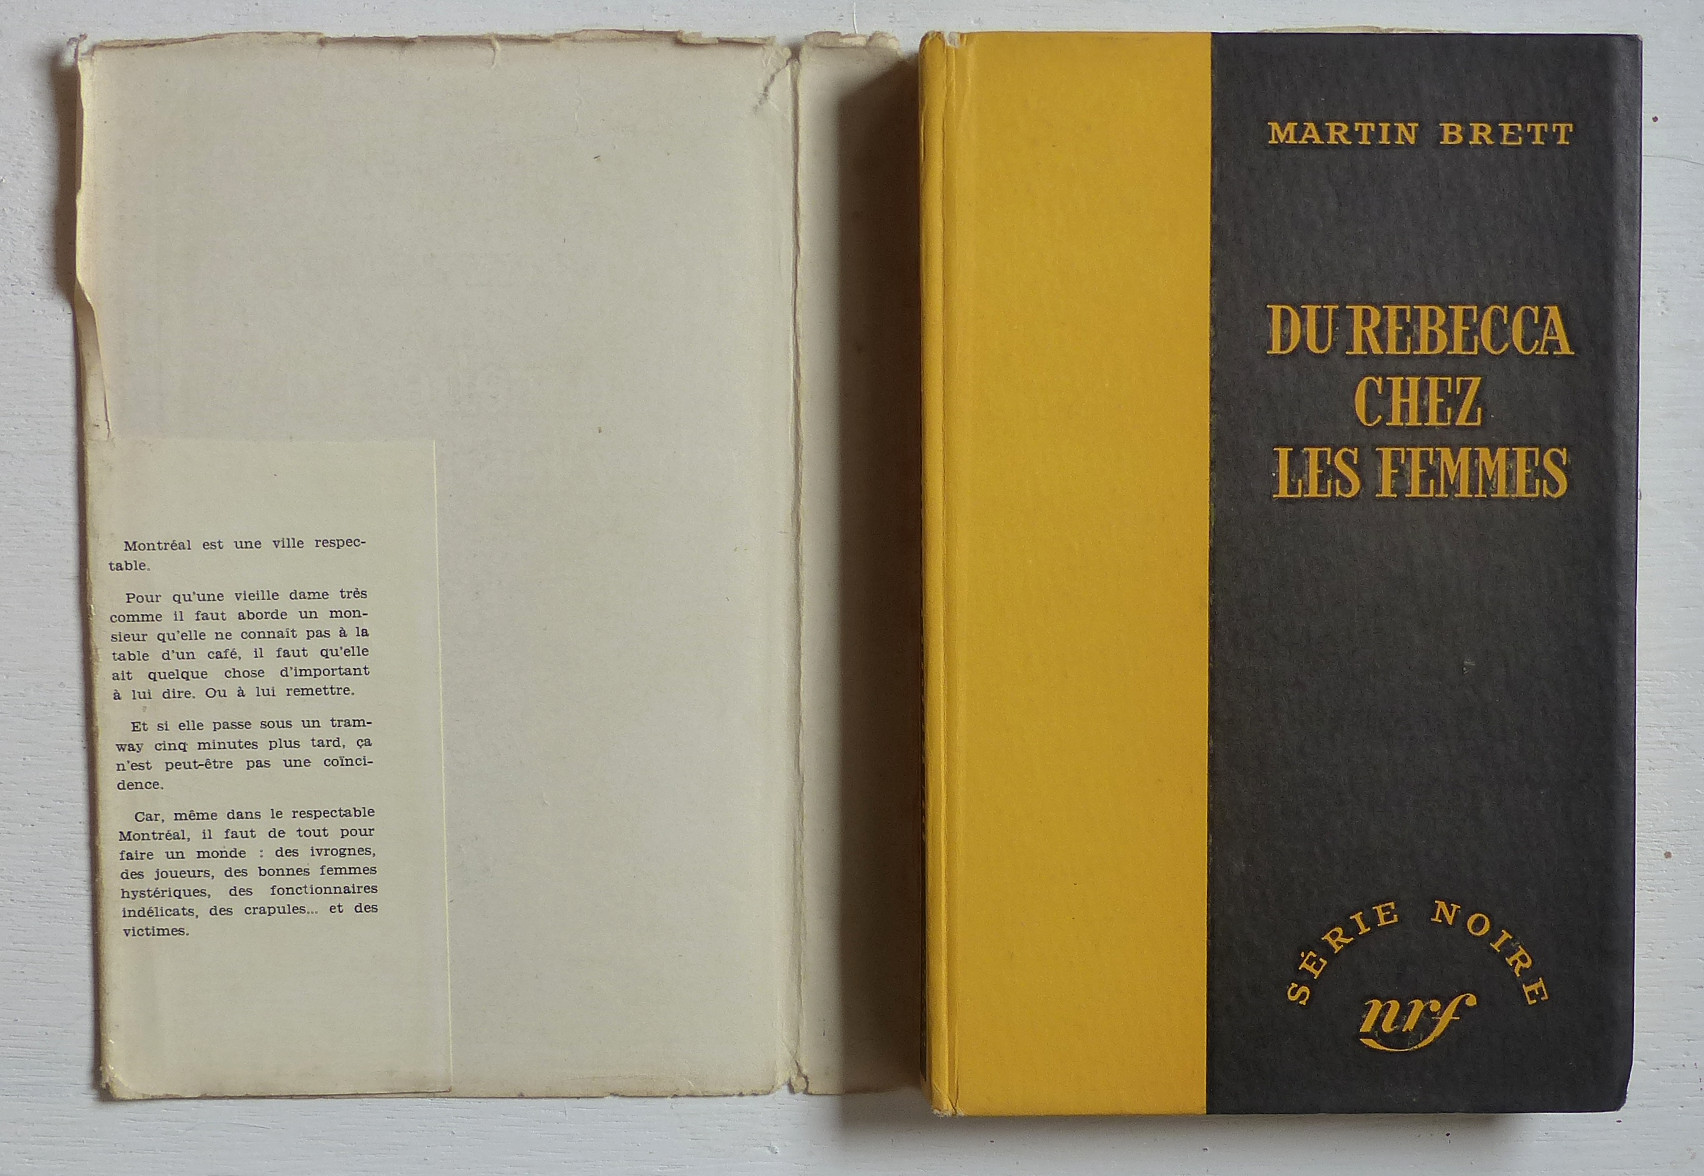 Montréal est une ville respec-
table.
Pour qu'une vieille dame très
comme il faut aborde un mon-
sieur qu'elle ne connaît pas à la
table d'un café, il faut qu'elle
ait quelque chose d'important
à lui dire. Ou à lui remettre.
Et si elle passe sous un tram-
way cinq minutes plus tard, ça
n'est peut-être pas une coïnci-
dence.
Car, même dans le respectable
Montréal, il faut de tout pour
faire un monde : des ivrognes,
des joueurs, des bonnes femmes
hystériques, des fonctionnaires
indélicats, des crapules... et des
victimes.
MARTIN BRETT
DU REBECCA
CHEZ
LES FEMMES
SÉRIE NOIRE
nrf